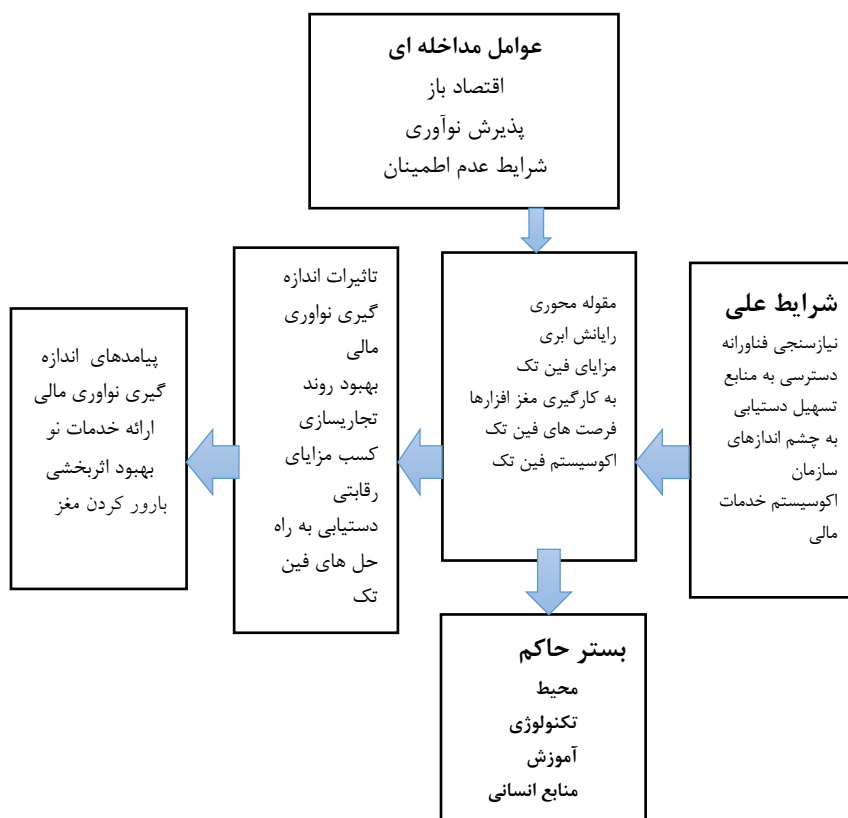 عوامل مداخله ای
اقتصاد باز
پذیرش نوآوری
شرایط عدم اطمینان
شرایط علی
نیازسنجی فناورانه
دسترسی به منابع
تسهیل دستیابی
به چشم اندازهای
سازمان
اکوسیستم خدمات
مالی
مقوله محوری
رایانش ابری
مزایای فین تک
به کارگیری مغز افزارها
فرصت های فین تک
اکوسیستم فین تک
تاثیرات اندازه
گیری نواوری
مالی
بهبود روند
تجاریسازی
کسب مزایای
رقابتی
دستیابی به راه
حل های فین
تک
پیامدهای اندازه
گیری نواوری مالی
ارائه خدمات نو
بهبود اثربخشی
بارور کردن مغز
بستر حاکم
محیط
تکنولوژی
آموزش
منابع انسانی